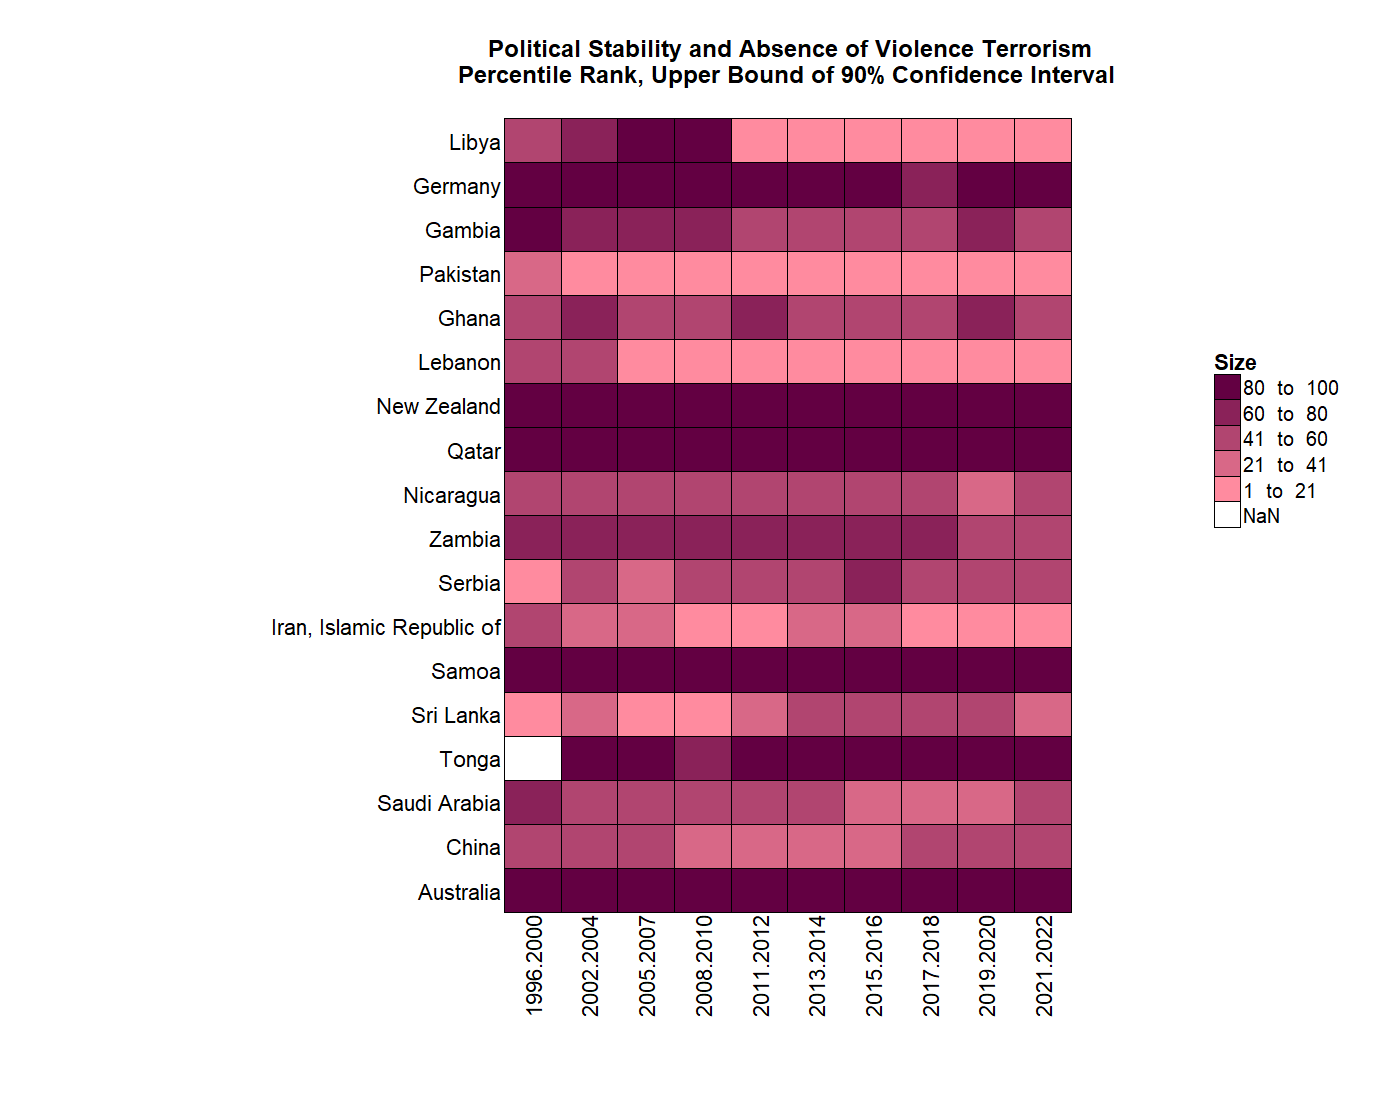 Political Stability and Absence of Violence Terrorism
Percentile Rank, Upper Bound of 90% Confidence Interval
Libya
Germany
Gambia
Pakistan
Ghana
Lebanon
New Zealand
Qatar
Nicaragua
Zambia
Serbia
Iran, Islamic Republic of
Samoa
Sri Lanka
Tonga
Saudi Arabia
China
Australia
1996.2000
2002.2004
2005.2007
2008.2010
2011.2012
2013.2014
2015.2016
2017.2018
2019.2020
2021.2022
Size
80 to 100
60 to 80
41 to 60
21 to 41
1 to 21
NaN